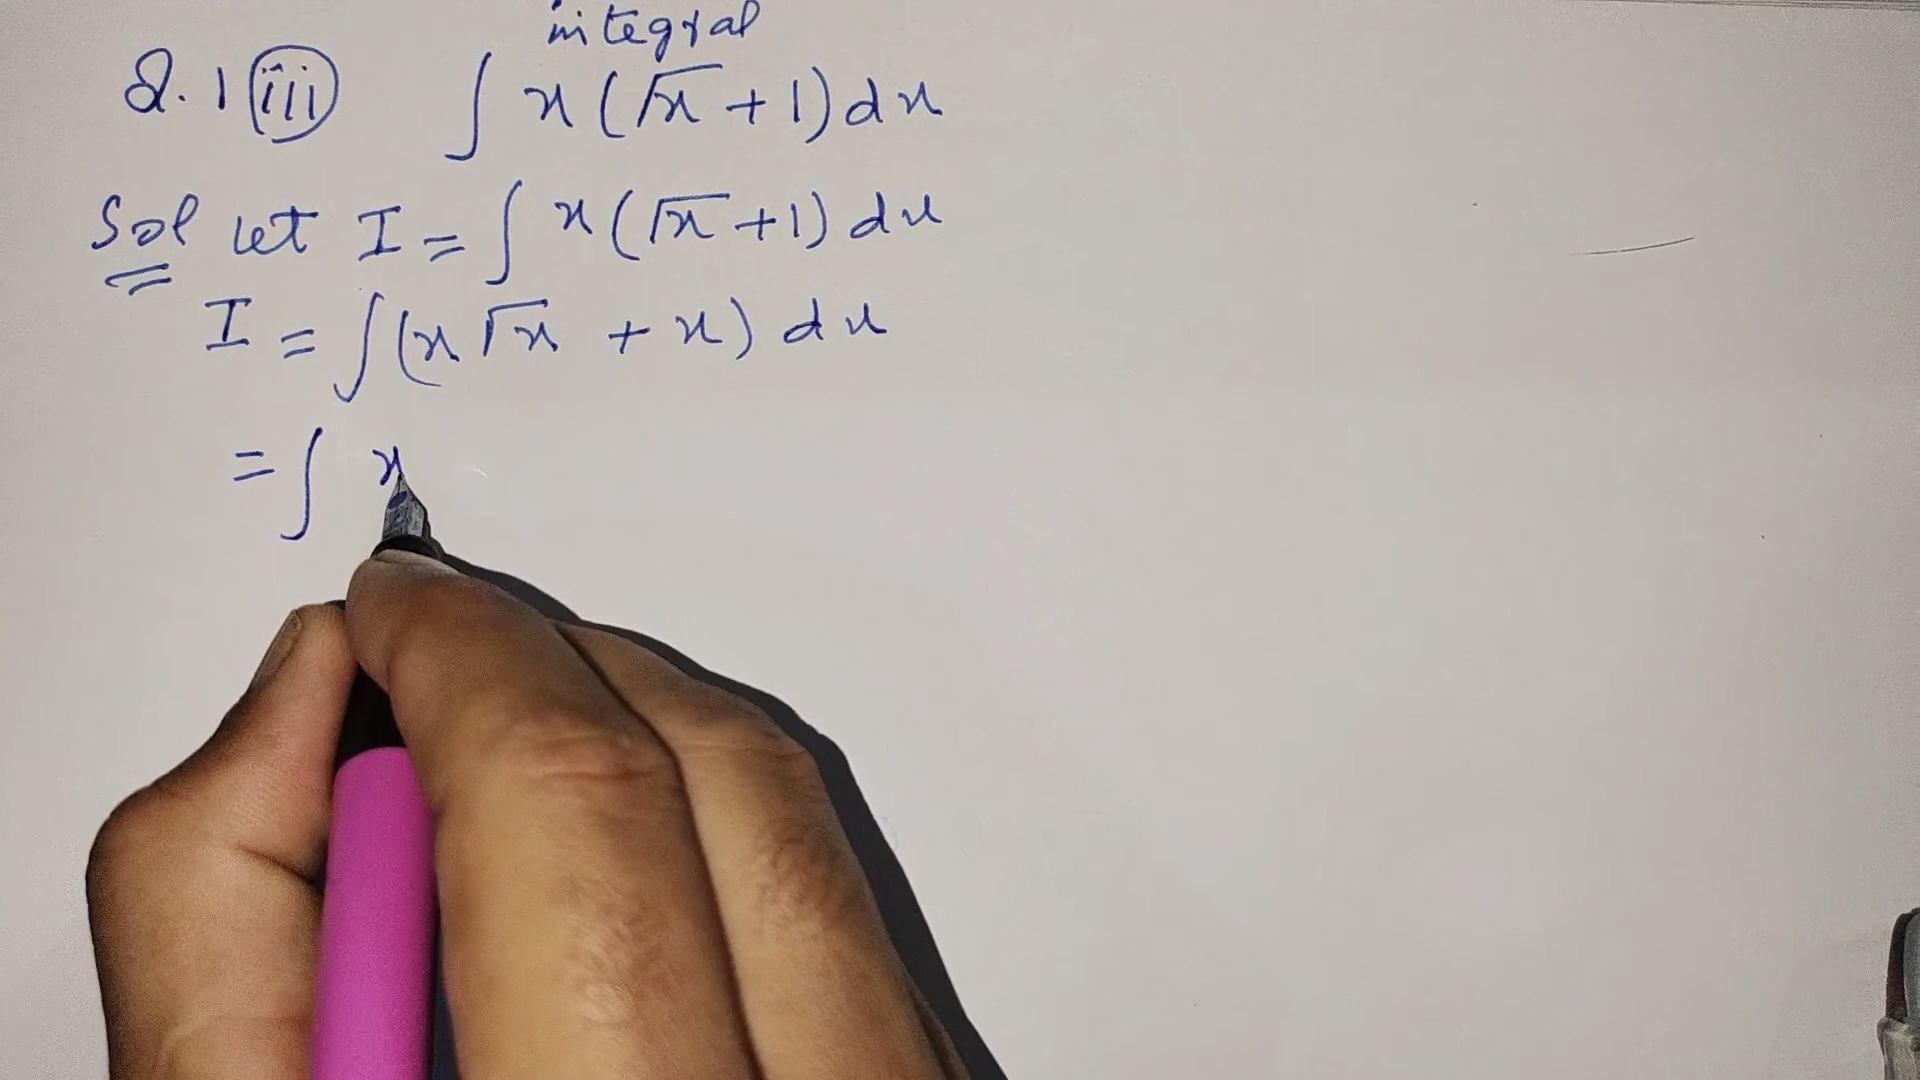 integral
Q. 1 (iii) ∫ x(√x + 1) dx
Sol let I = ∫ x(√x + 1) dx
I = ∫ (x √x + x) dx
= ∫ x